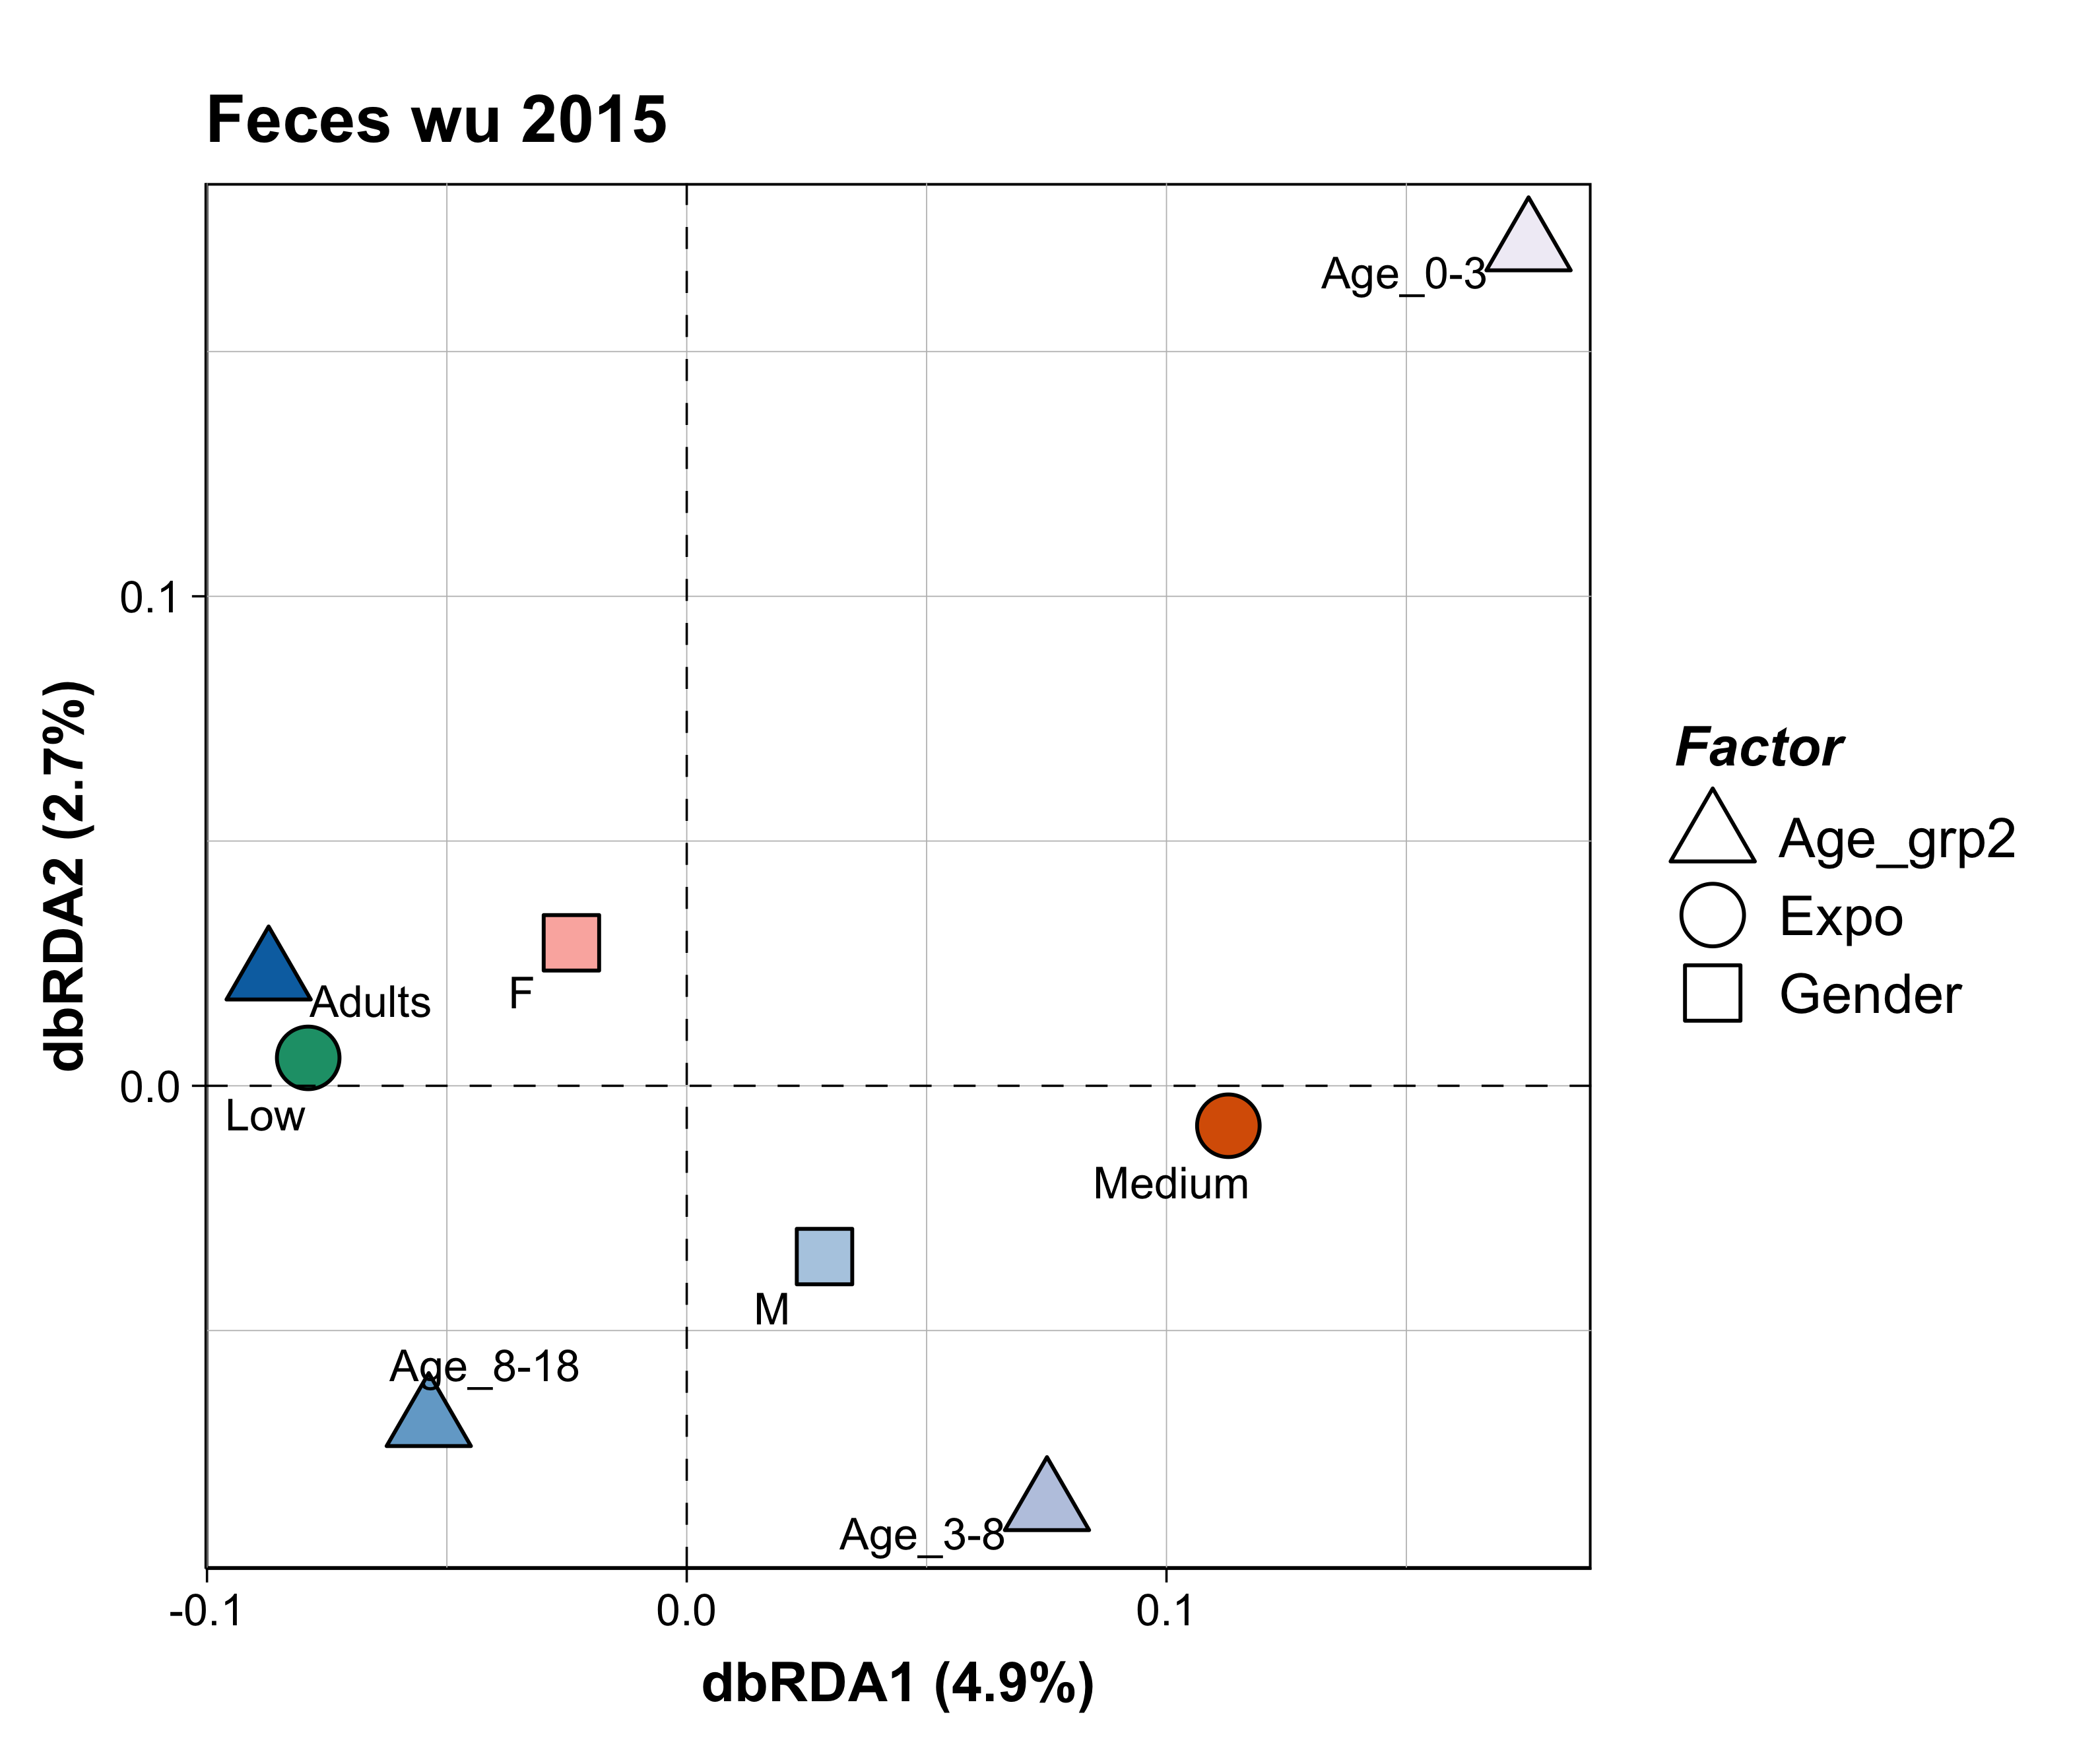 Feces wu 2015
Age_0-3
0.1
dbRDA2 (2.7%)
Adults
F
0.0
Low
Medium
M
Age_8-18
Age_3-8
-0.1
0.0
0.1
dbRDA1 (4.9%)
Factor
Age_grp2
Expo
Gender